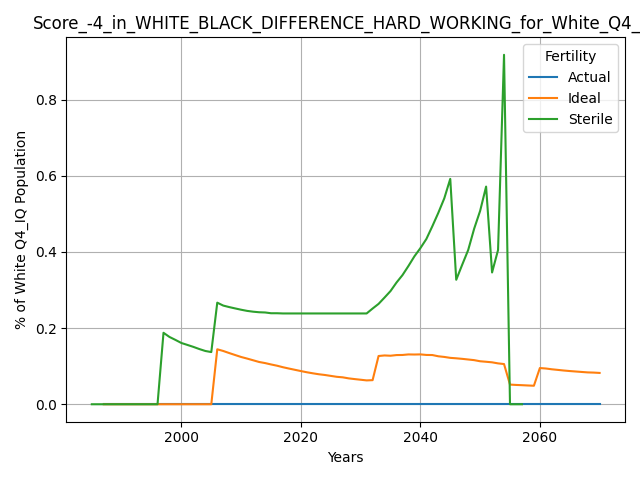 Score_-4_in_WHITE_BLACK_DIFFERENCE_HARD_WORKING_for_White_Q4_
Fertility
Actual
Ideal
Sterile
% of White Q4_IQ Population
0.8
0.6
0.4
0.2
0.0
2000
2020
2040
2060
Years